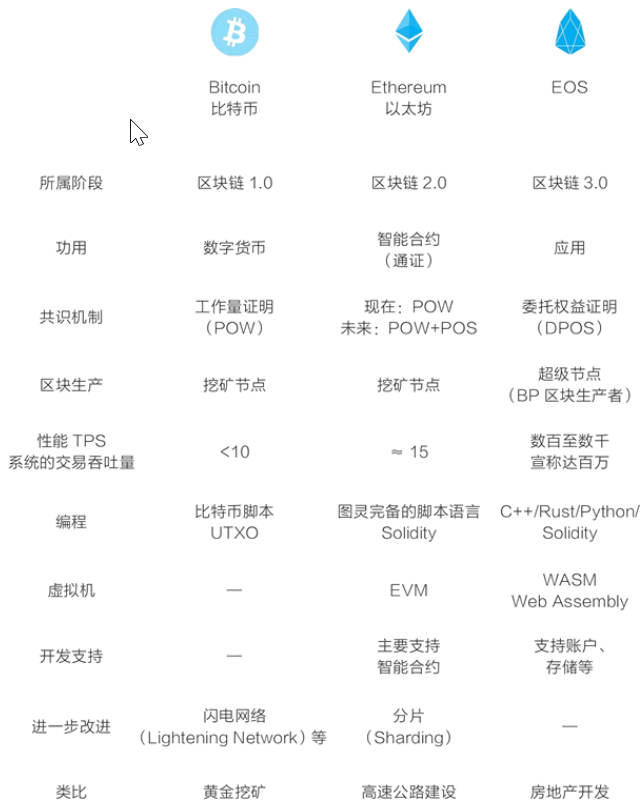 Bitcoin Ethereum EOS
比特币 以太坊
所属阶段 区块链 1.0 区块链 2.0 区块链 3.0
功用 数字货币 智能合约 应用
（通证）
共识机制 工作量证明 现在：POW 委托权益证明
（POW） 未来：POW+POS （DPOS）
区块生产 挖矿节点 挖矿节点 超级节点
（BP 区块生产者）
性能 TPS 数百至数千
系统的交易吞吐量 <10 ≈ 15 宣称达百万
编程 比特币脚本 图灵完备的脚本语言 C++/Rust/Python/
UTXO Solidity Solidity
虚拟机 — EVM WASM
Web Assembly
开发支持 — 主要支持 支持账户、
智能合约 存储等
进一步改进 闪电网络 分片 —
（Lightening Network）等 （Sharding）
类比 黄金挖矿 高速公路建设 房地产开发